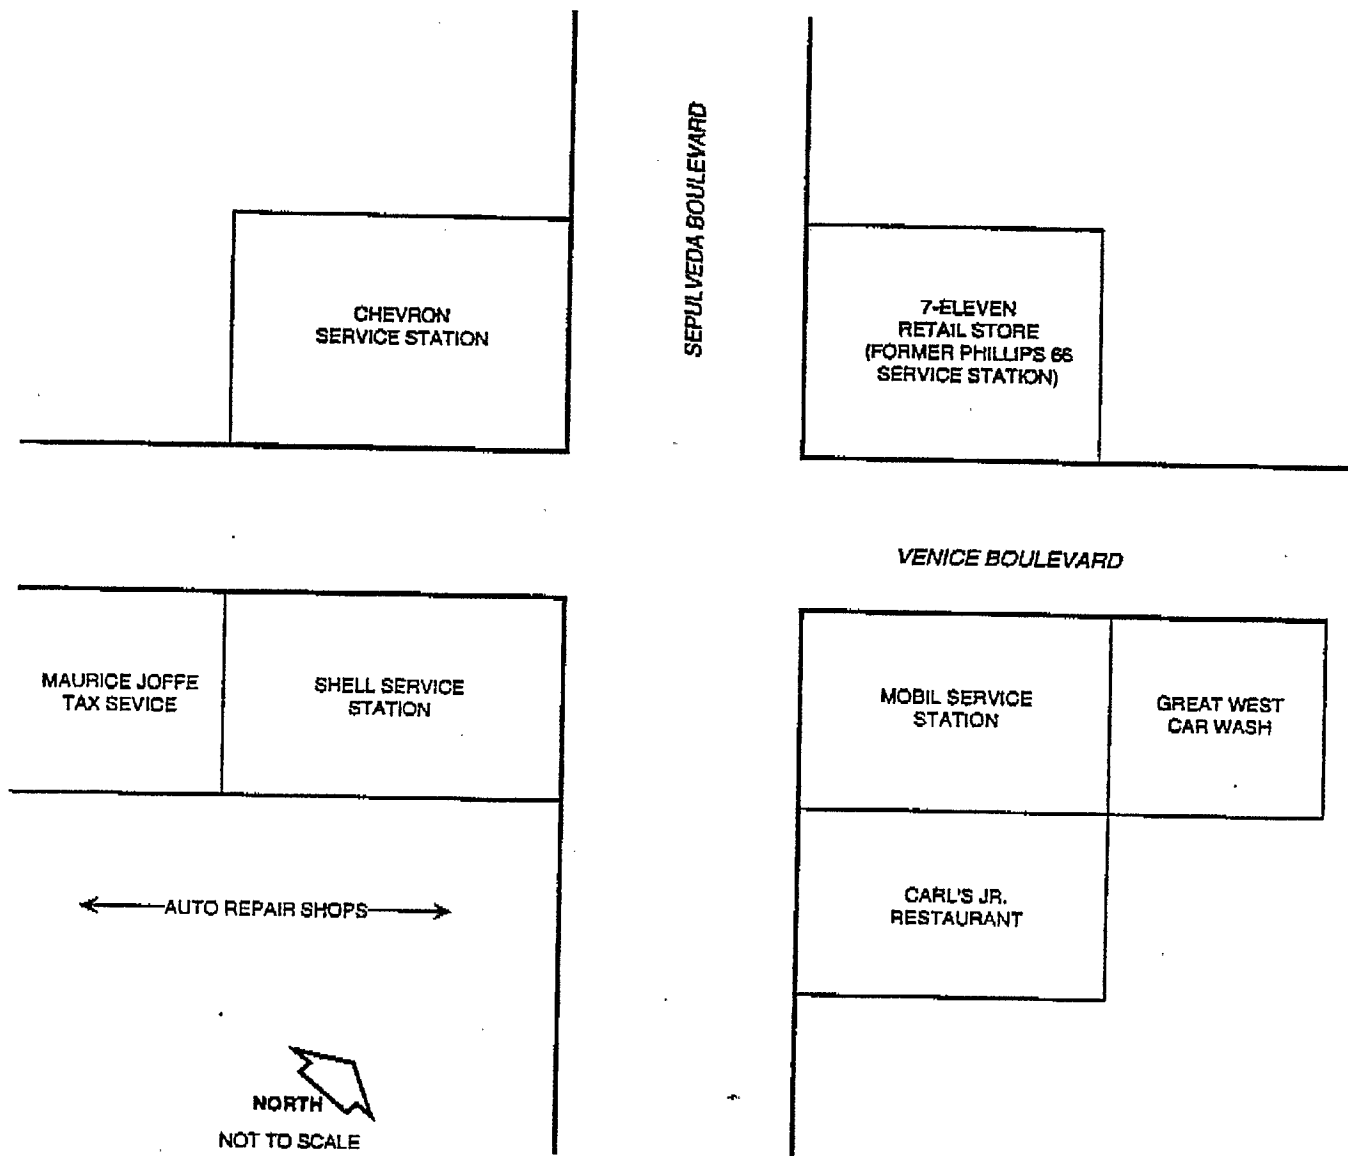 SEPULVEDA BOULEVARD
CHEVRON
SERVICE STATION
7-ELEVEN
RETAIL STORE
(FORMER PHILLIPS 66
SERVICE STATION)
VENICE BOULEVARD
MAURICE JOFFE
TAX SEVICE
SHELL SERVICE
STATION
MOBIL SERVICE
STATION
GREAT WEST
CAR WASH
AUTO REPAIR SHOPS
CARL'S JR.
RESTAURANT
NORTH
NOT TO SCALE